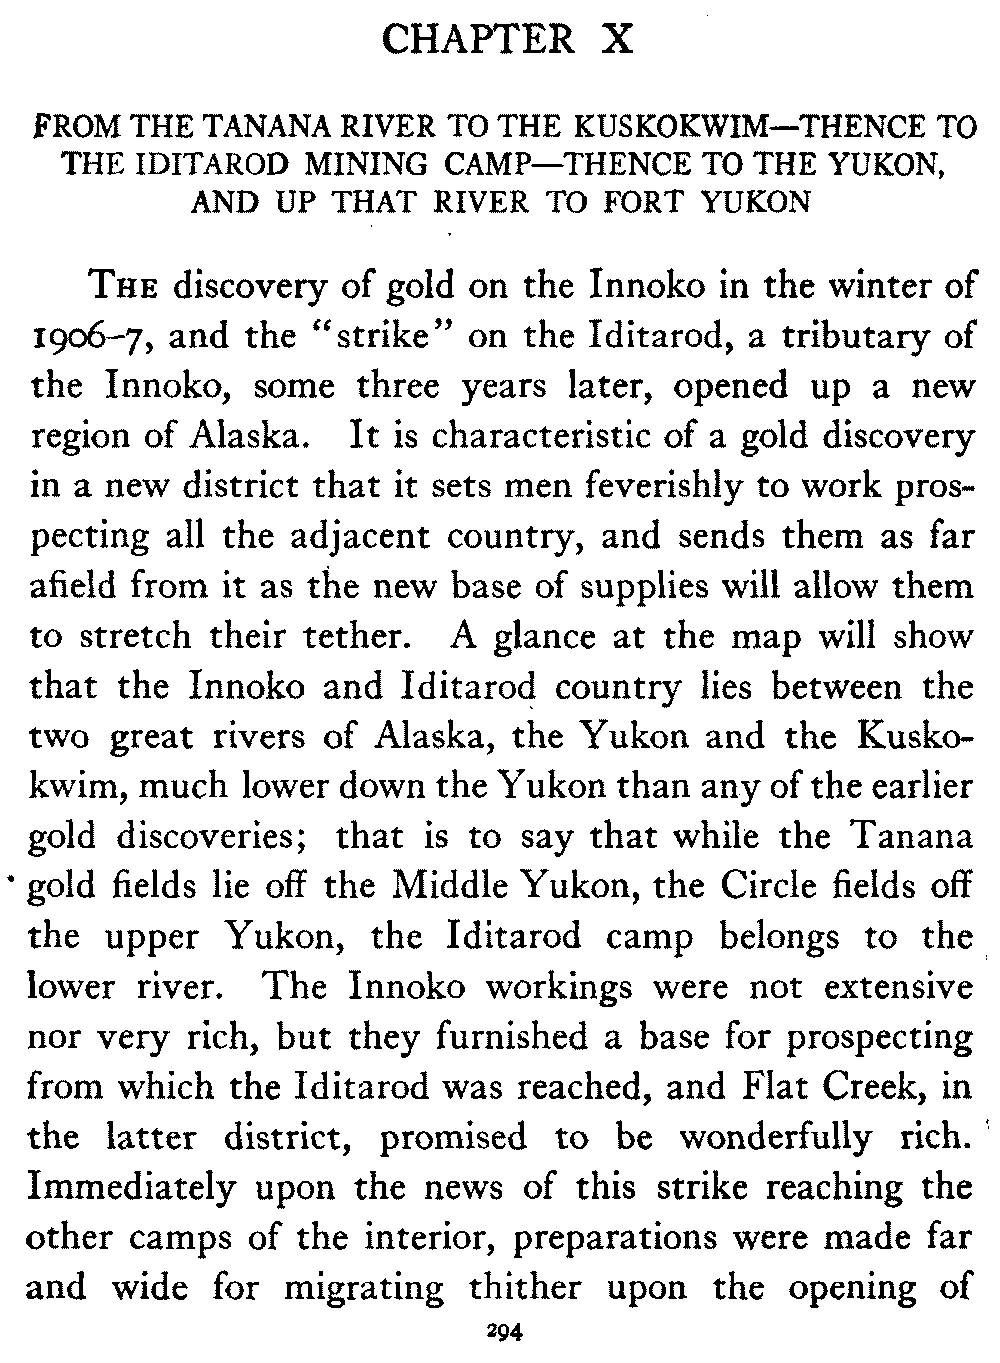 CHAPTER X
FROM THE TANANA RIVER TO THE KUSKOKWIM—THENCE TO
THE IDITAROD MINING CAMP—THENCE TO THE YUKON,
AND UP THAT RIVER TO FORT YUKON
THE discovery of gold on the Innoko in the winter of
1906–7, and the “strike” on the Iditarod, a tributary of
the Innoko, some three years later, opened up a new
region of Alaska. It is characteristic of a gold discovery
in a new district that it sets men feverishly to work pros-
pecting all the adjacent country, and sends them as far
afield from it as the new base of supplies will allow them
to stretch their tether. A glance at the map will show
that the Innoko and Iditarod country lies between the
two great rivers of Alaska, the Yukon and the Kusko-
kwim, much lower down the Yukon than any of the earlier
gold discoveries; that is to say that while the Tanana
gold fields lie off the Middle Yukon, the Circle fields off
the upper Yukon, the Iditarod camp belongs to the
lower river. The Innoko workings were not extensive
nor very rich, but they furnished a base for prospecting
from which the Iditarod was reached, and Flat Creek, in
the latter district, promised to be wonderfully rich.
Immediately upon the news of this strike reaching the
other camps of the interior, preparations were made far
and wide for migrating thither upon the opening of
294